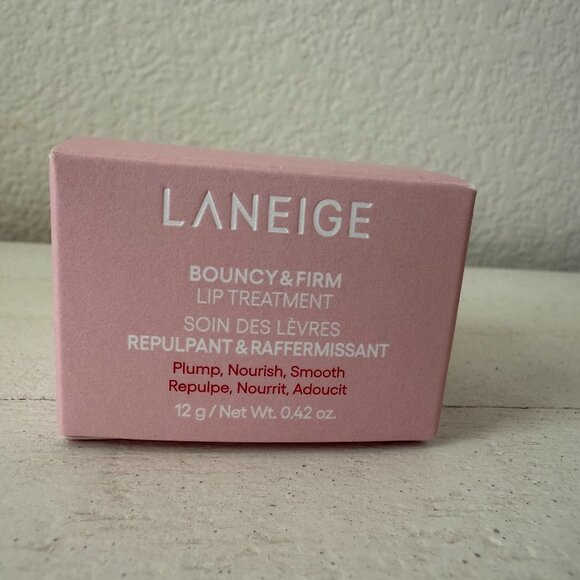 LANEIGE
BOUNCY & FIRM
LIP TREATMENT
SOIN DES LÈVRES
REPULPANT & RAFFERMISSANT
Plump, Nourish, Smooth
Repulpe, Nourrit, Adoucit
12 g / Net Wt. 0.42 oz.